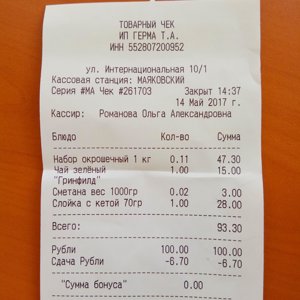 ТОВАРНЫЙ ЧЕК
ИП ГЕРМА Т.А.
ИНН 552807200952
ул. Интернациональная 10/1
Кассовая станция: МАЯКОВСКИЙ
Серия #МА Чек #261703 Закрыт 14:37
14 Май 2017 г.
Кассир: Романова Ольга Александровна
Блюдо Кол-во Сумма
Набор окрошечный 1 кг 0.11 47.30
Чай зелёный 1.00 15.00
"Гринфилд"
Сметана вес 1000гр 0.02 3.00
Слойка с кетой 70гр 1.00 28.00
Всего: 93.30
Рубли 100.00 100.00
Сдача Рубли -6.70 -6.70
"Сумма бонуса" 0.00